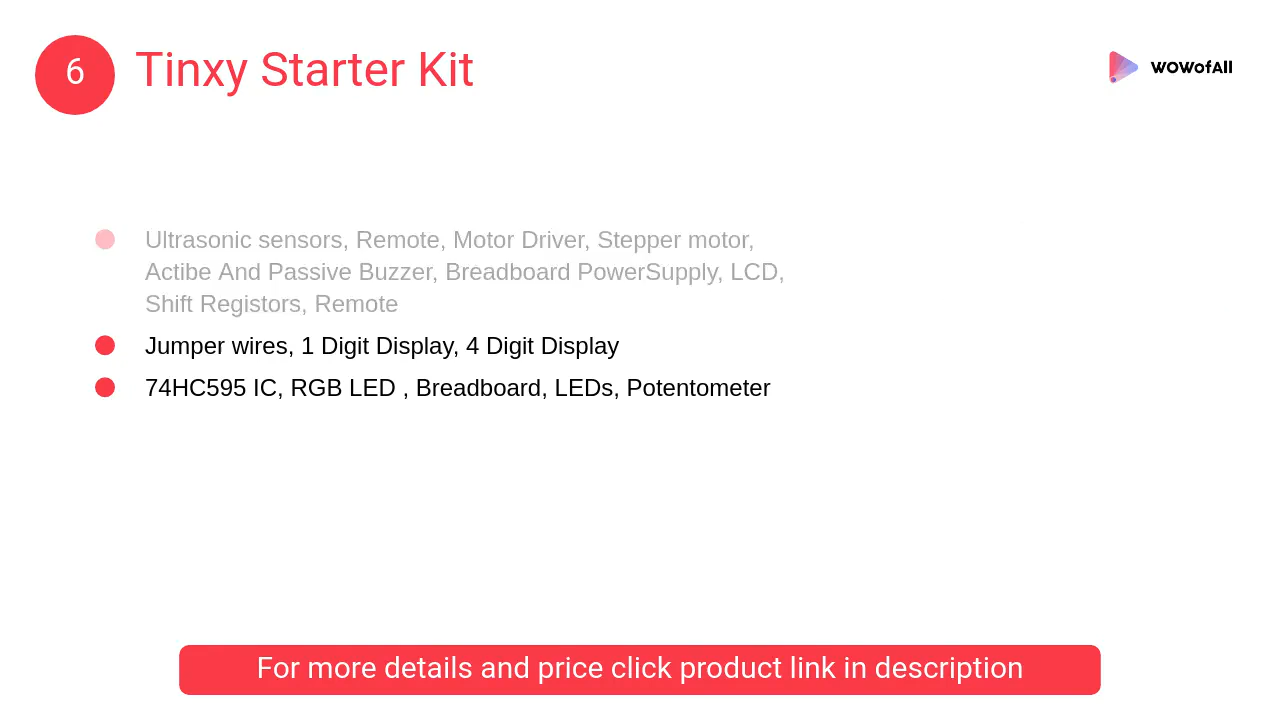 6
Tinxy Starter Kit
WOWofAll
Ultrasonic sensors, Remote, Motor Driver, Stepper motor,
Actibe And Passive Buzzer, Breadboard PowerSupply, LCD,
Shift Registors, Remote
Jumper wires, 1 Digit Display, 4 Digit Display
74HC595 IC, RGB LED , Breadboard, LEDs, Potentometer
For more details and price click product link in description